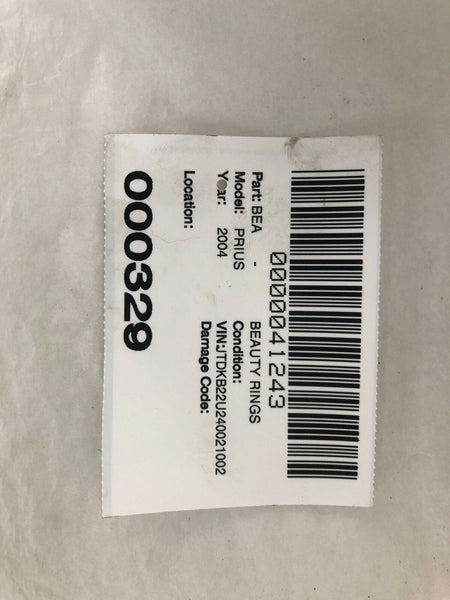 0000041243
Part: BEA - BEAUTY RINGS
Model: PRIUS Condition:
Year: 2004 VIN:JTDKB22U240021002
Damage Code:
Location:
000329